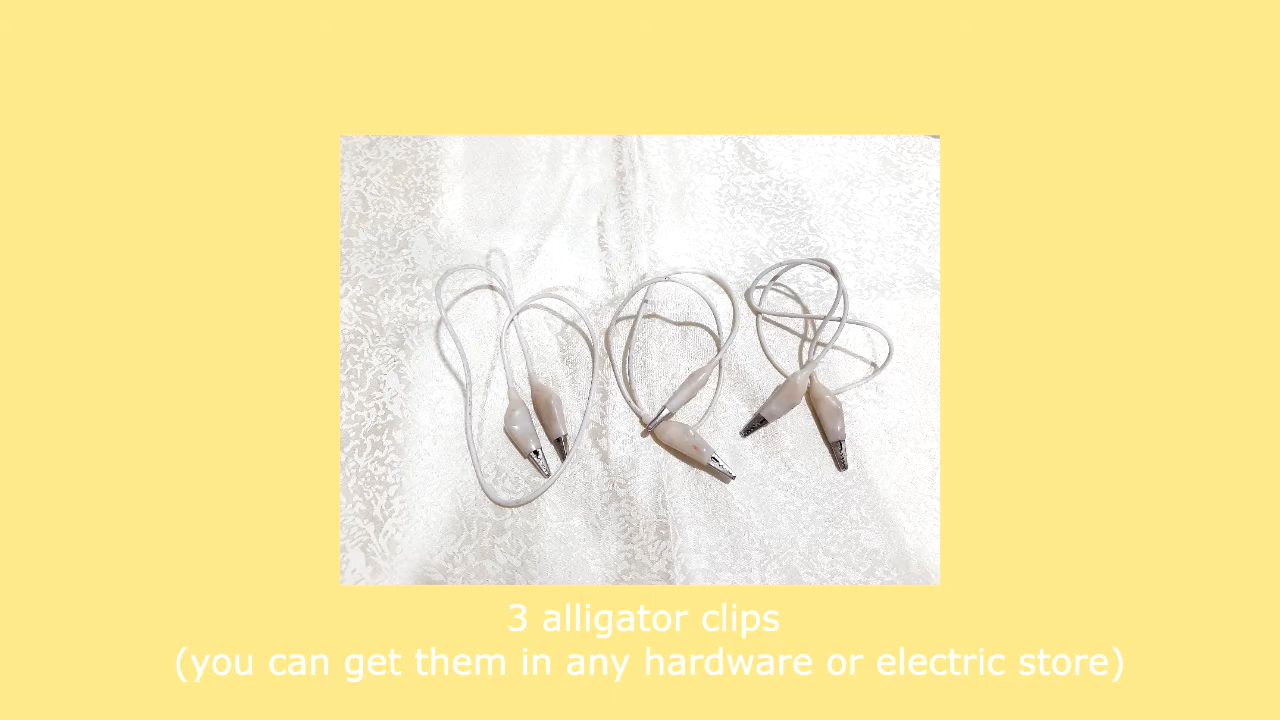 3 alligator clips
(you can get them in any hardware or electric store)